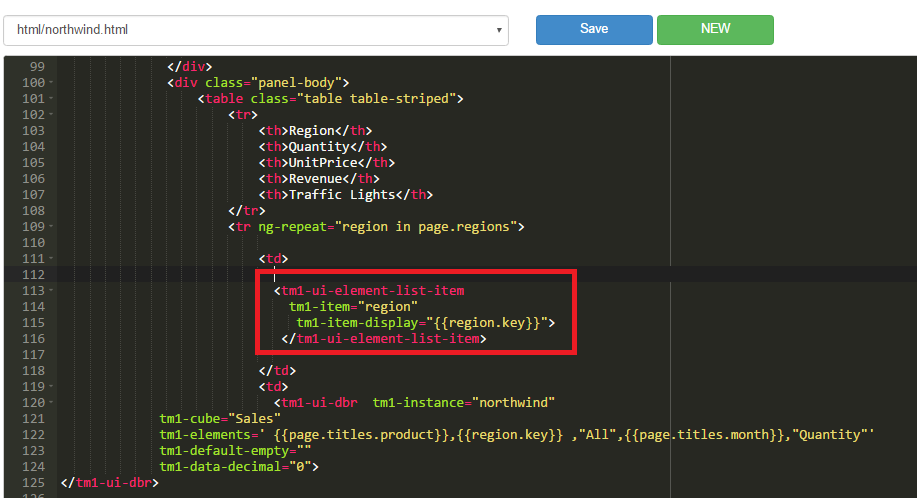 html/northwind.html
Save
NEW
99 </div>
100 <div class="panel-body">
101 <table class="table table-striped">
102 <tr>
103 <th>Region</th>
104 <th>Quantity</th>
105 <th>UnitPrice</th>
106 <th>Revenue</th>
107 <th>Traffic Lights</th>
108 </tr>
109 <tr ng-repeat="region in page.regions">
110
111 <td>
112
113 <tm1-ui-element-list-item
114 tm1-item="region"
115 tm1-item-display="{{region.key}}">
116 </tm1-ui-element-list-item>
117
118 </td>
119 <td>
120 <tm1-ui-dbr  tm1-instance="northwind"
121 tm1-cube="Sales"
122 tm1-elements=' {{page.titles.product}},{{region.key}} ,"All",{{page.titles.month}},"Quantity"'
123 tm1-default-empty=""
124 tm1-data-decimal="0">
125 </tm1-ui-dbr>
126